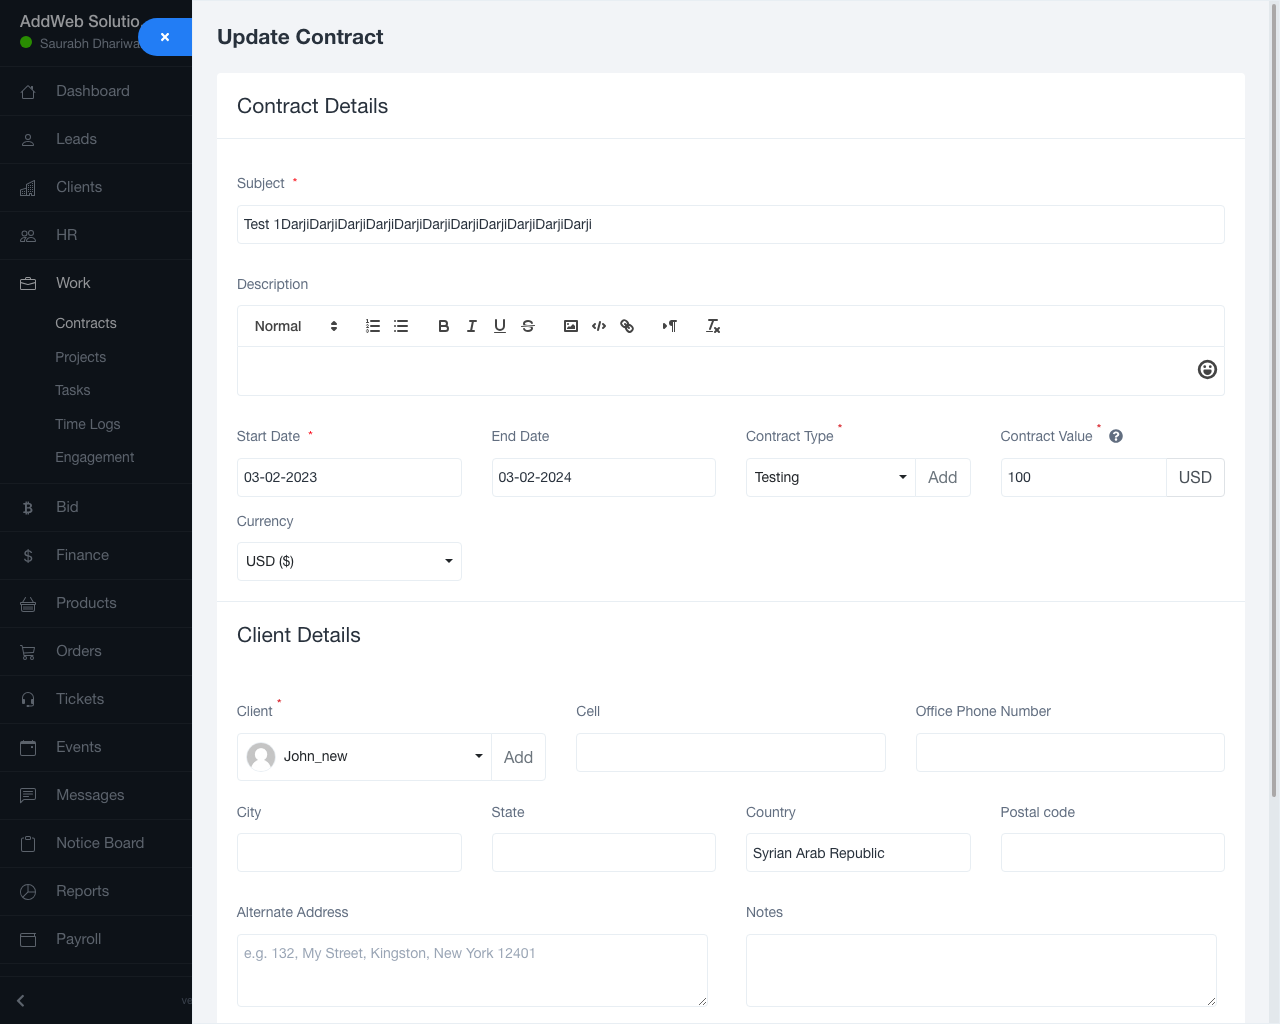 AddWeb Solutio
Saurabh Dhariwa
Dashboard
Leads
Clients
HR
Work
Contracts
Projects
Tasks
Time Logs
Engagement
Bid
Finance
Products
Orders
Tickets
Events
Messages
Notice Board
Reports
Payroll
ve
Update Contract
Contract Details
Subject *
Test 1DarjiDarjiDarjiDarjiDarjiDarjiDarjiDarjiDarjiDarjiDarji
Description
Normal
Start Date * End Date Contract Type * Contract Value *
03-02-2023 03-02-2024 Testing Add 100 USD
Currency
USD ($)
Client Details
Client * Cell Office Phone Number
John_new Add
City State Country Postal code
Syrian Arab Republic
Alternate Address Notes
e.g. 132, My Street, Kingston, New York 12401